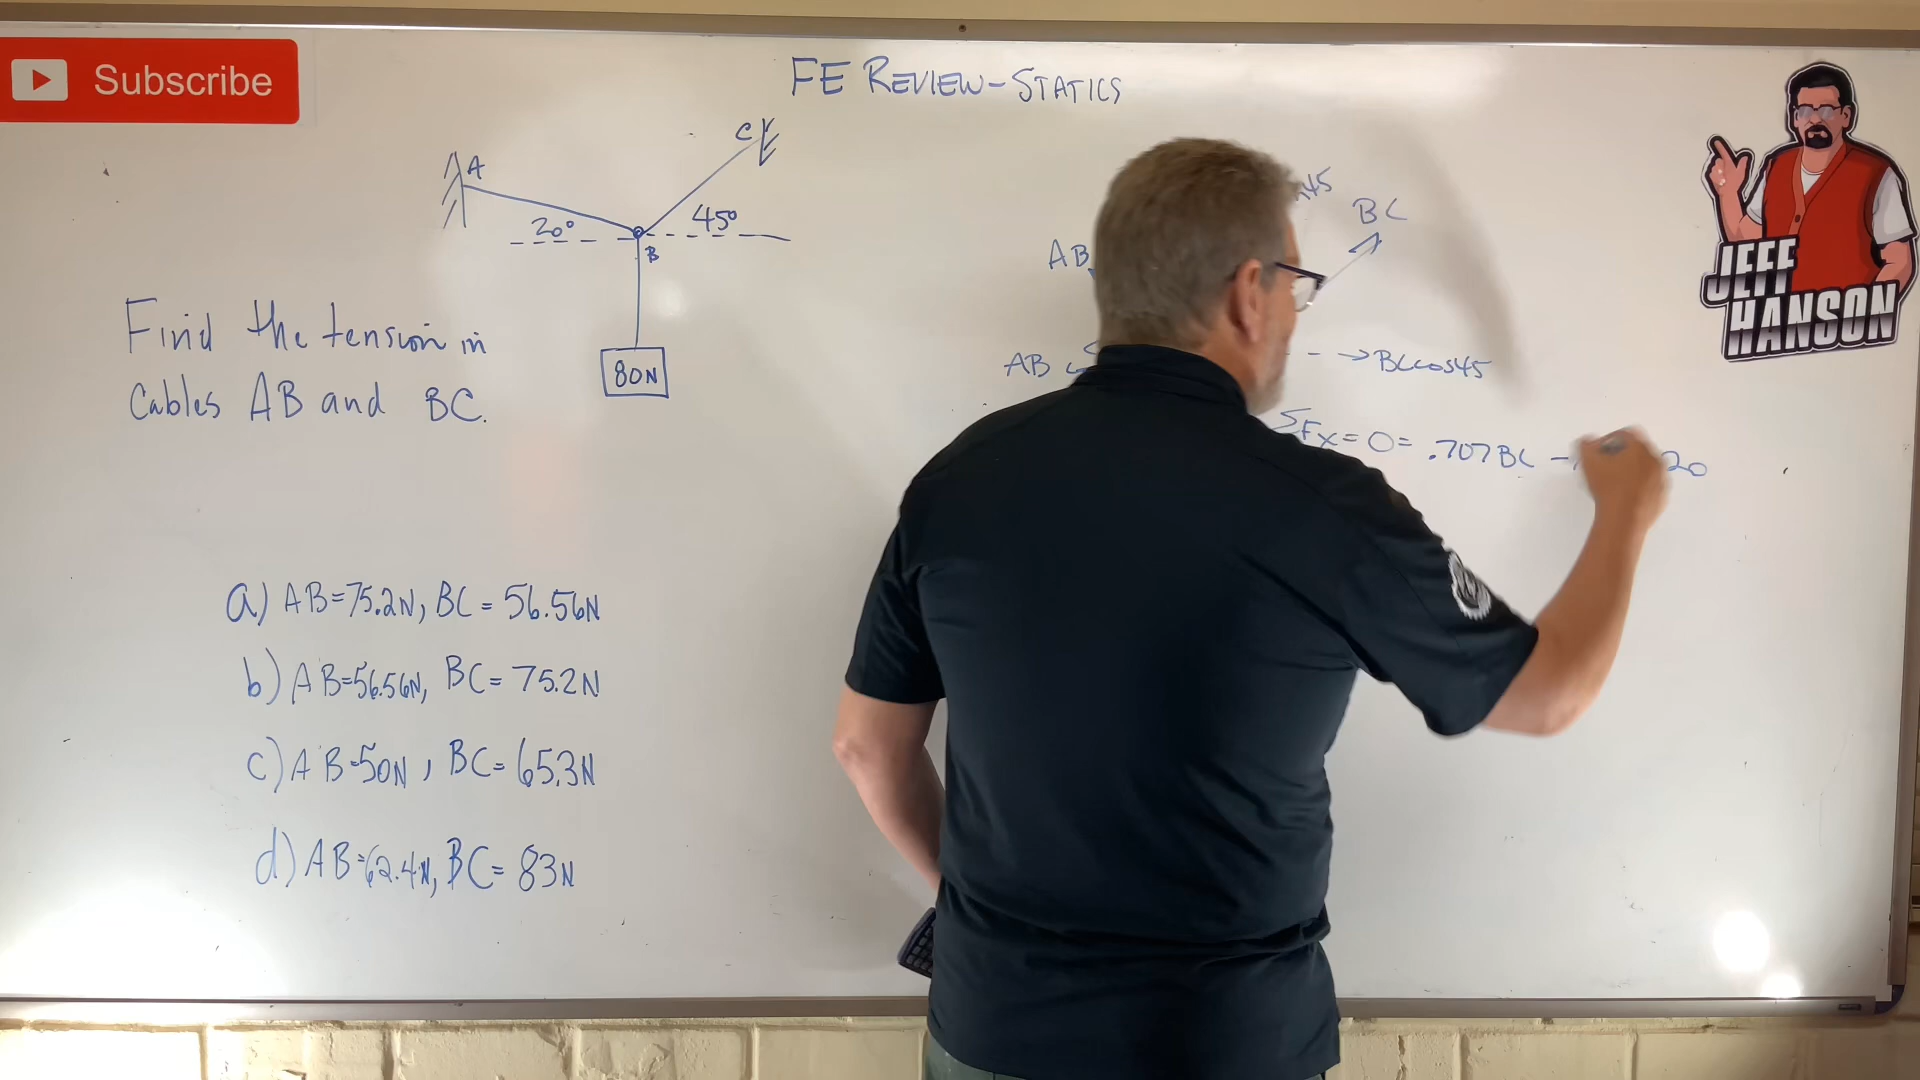 Subscribe
FE REVIEW-STATICS
A
C
20°
45°
B
80N
Find the tension in
Cables AB and BC.
a) AB=75.2N, BC=56.56N
b) AB=56.56N, BC=75.2N
c) AB=50N, BC=65.3N
d) AB=62.4N, BC=83N
45
BC
AB
AB
BCcos45
ΣFx=0=.707BC-
20
JEFF
HANSON